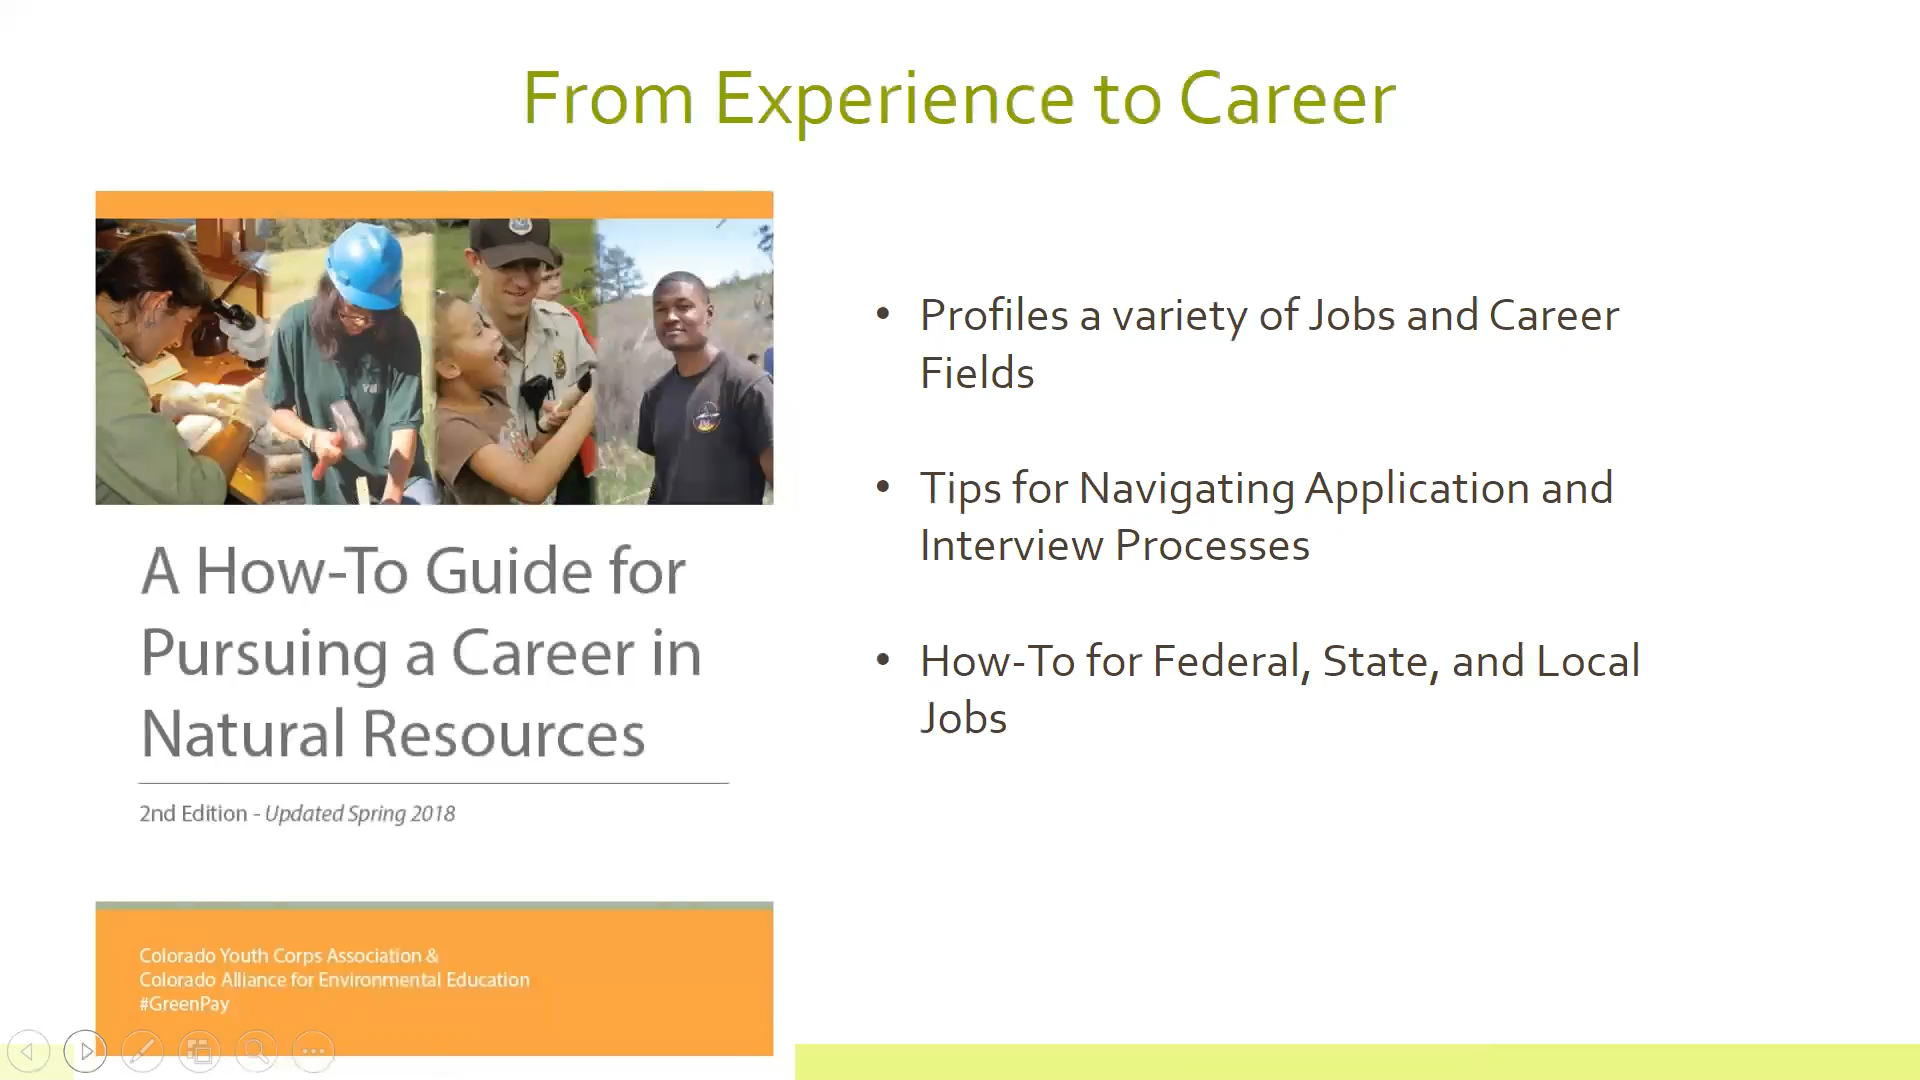 From Experience to Career
A How-To Guide for
Pursuing a Career in
Natural Resources
2nd Edition - Updated Spring 2018
Colorado Youth Corps Association &
Colorado Alliance for Environmental Education
#GreenPay
• Profiles a variety of Jobs and Career
Fields
• Tips for Navigating Application and
Interview Processes
• How-To for Federal, State, and Local
Jobs